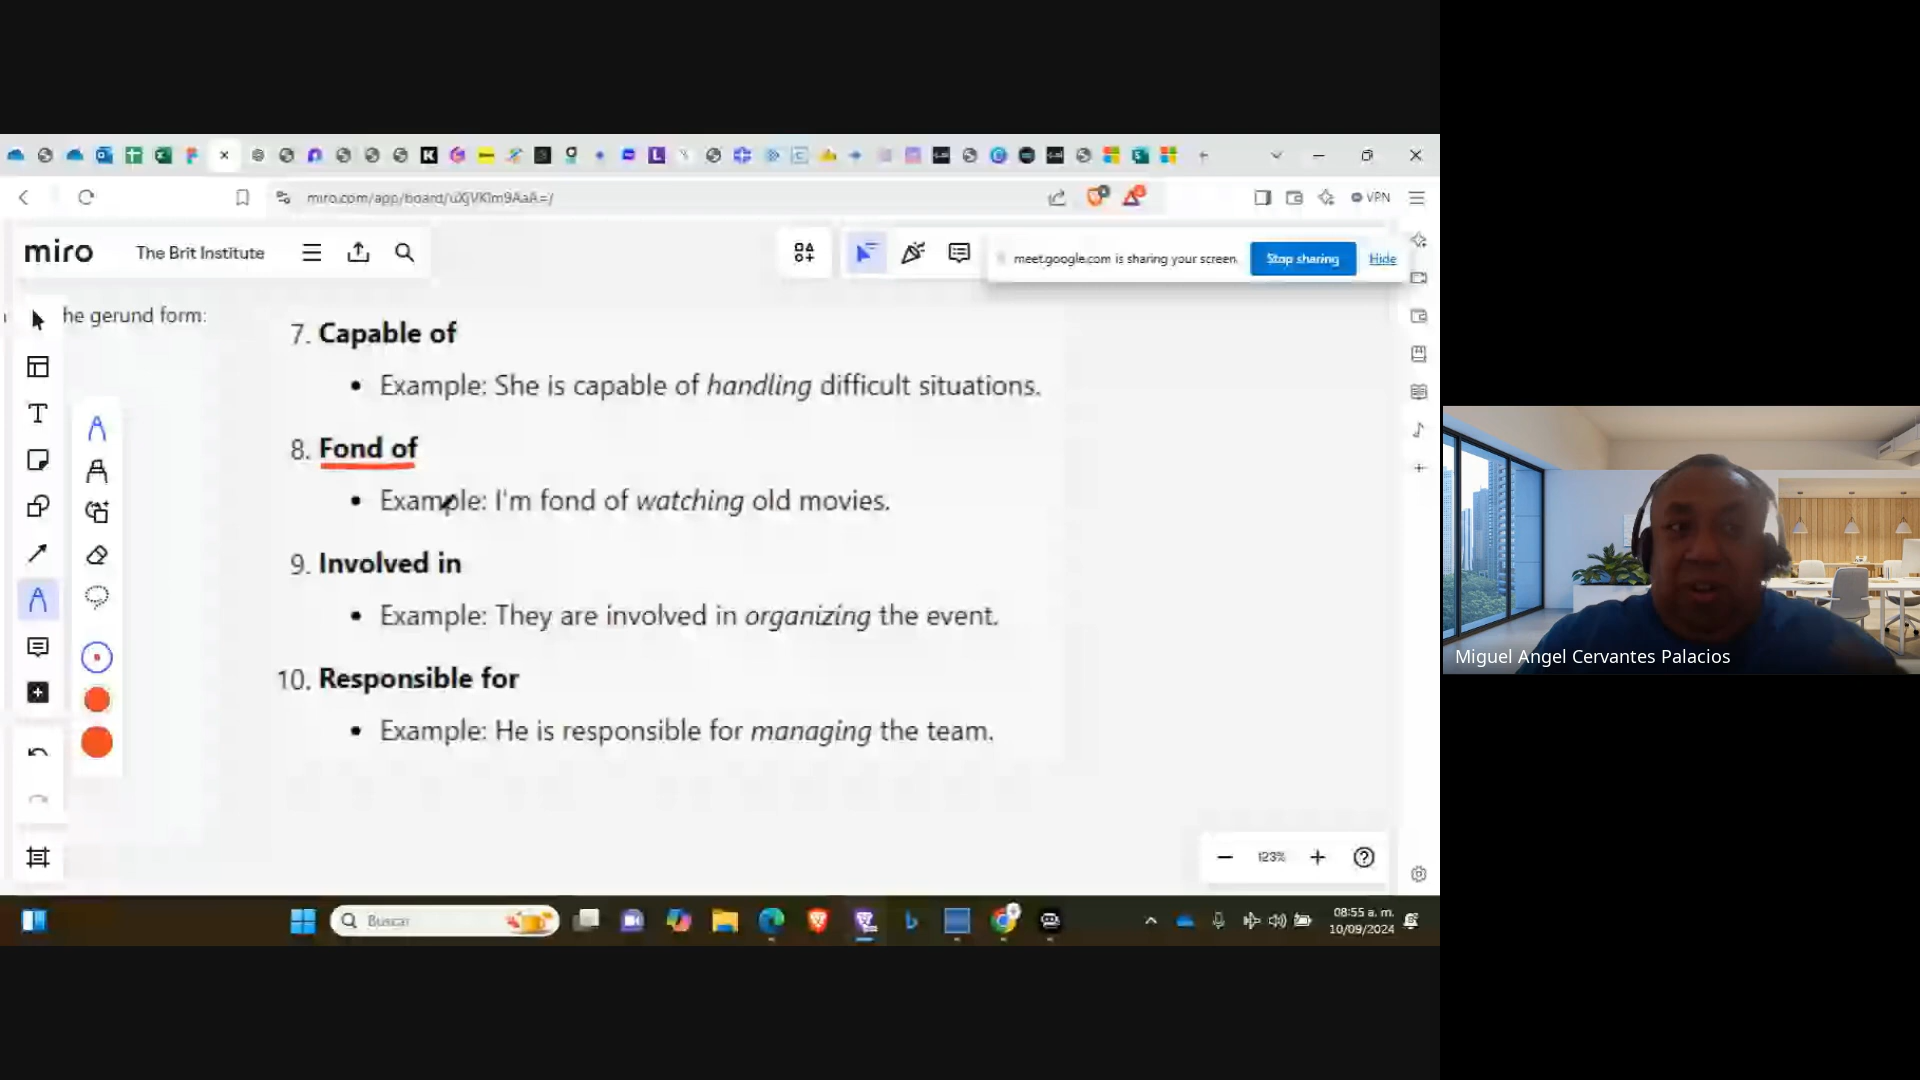 miro.com/app/board/uXjVKlm9AaA=/
VPN
miro
The Brit Institute
meet.google.com is sharing your screen.
Stop sharing
Hide
he gerund form:
7. Capable of
• Example: She is capable of handling difficult situations.
8. Fond of
• Example: I'm fond of watching old movies.
9. Involved in
• Example: They are involved in organizing the event.
10. Responsible for
• Example: He is responsible for managing the team.
123%
Buscar
08:55 a. m.
10/09/2024
Miguel Angel Cervantes Palacios